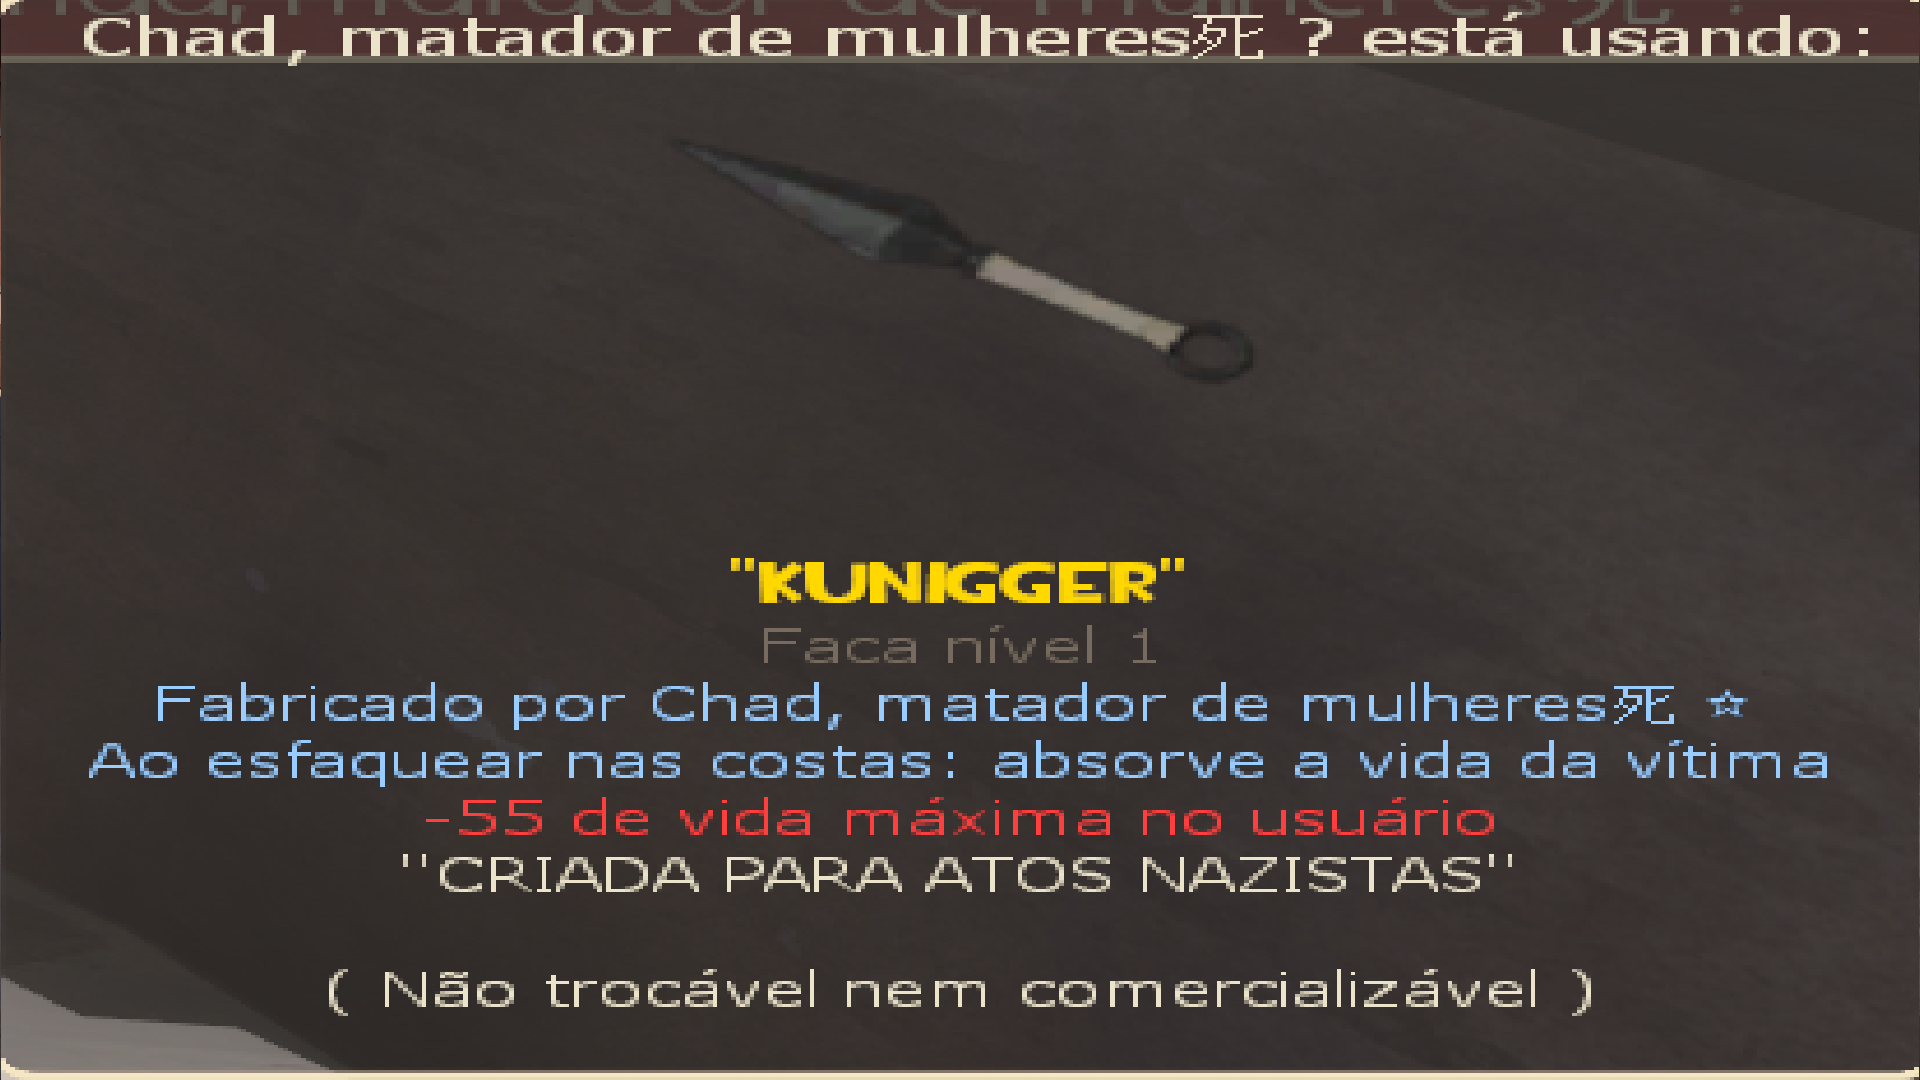 Chad, matador de mulheres死 ? está usando:
"KUNIGGER"
Faca nível 1
Fabricado por Chad, matador de mulheres死 ☆
Ao esfaquear nas costas: absorve a vida da vítima
-55 de vida máxima no usuário
''CRIADA PARA ATOS NAZISTAS''
( Não trocável nem comercializável )